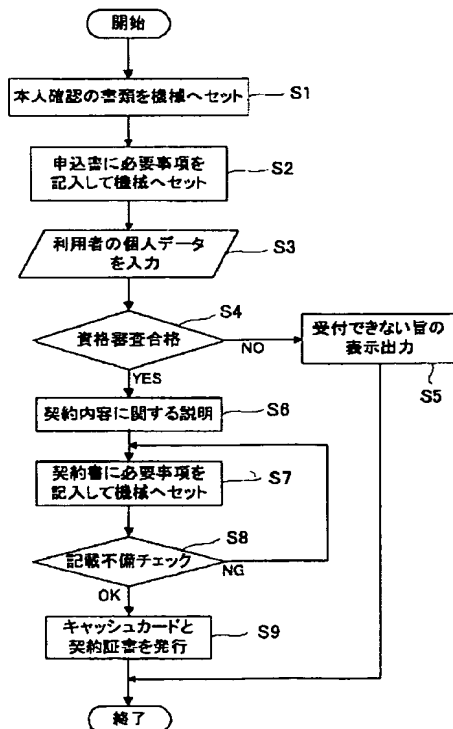 開始
本人確認の書類を機械へセット
S1
申込書に必要事項を
記入して機械へセット
S2
利用者の個人データ
を入力
S3
資格審査合格
S4
NO
YES
受付できない旨の
表示出力
S5
契約内容に関する説明
S6
契約書に必要事項を
記入して機械へセット
S7
記載不備チェック
S8
NG
OK
キャッシュカードと
契約証書を発行
S9
終了